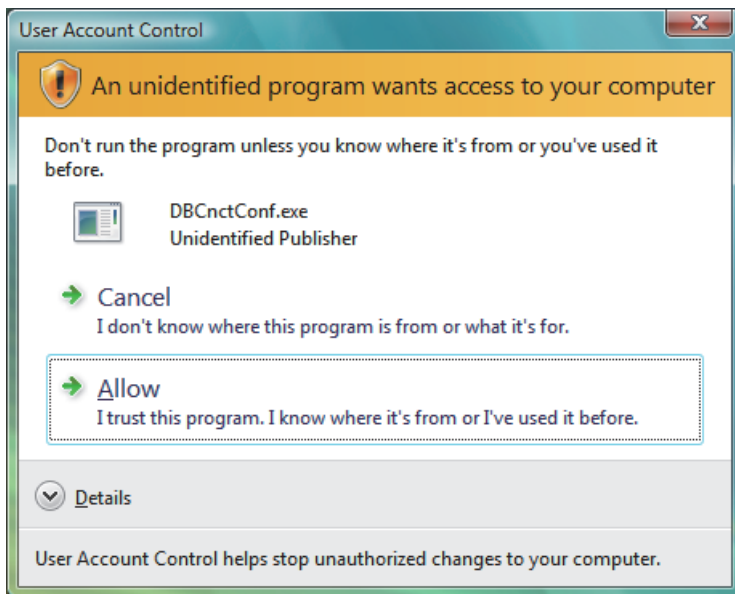 User Account Control
An unidentified program wants access to your computer
Don't run the program unless you know where it's from or you've used it
before.
DBCnctConf.exe
Unidentified Publisher
Cancel
I don't know where this program is from or what it's for.
Allow
I trust this program. I know where it's from or I've used it before.
Details
User Account Control helps stop unauthorized changes to your computer.